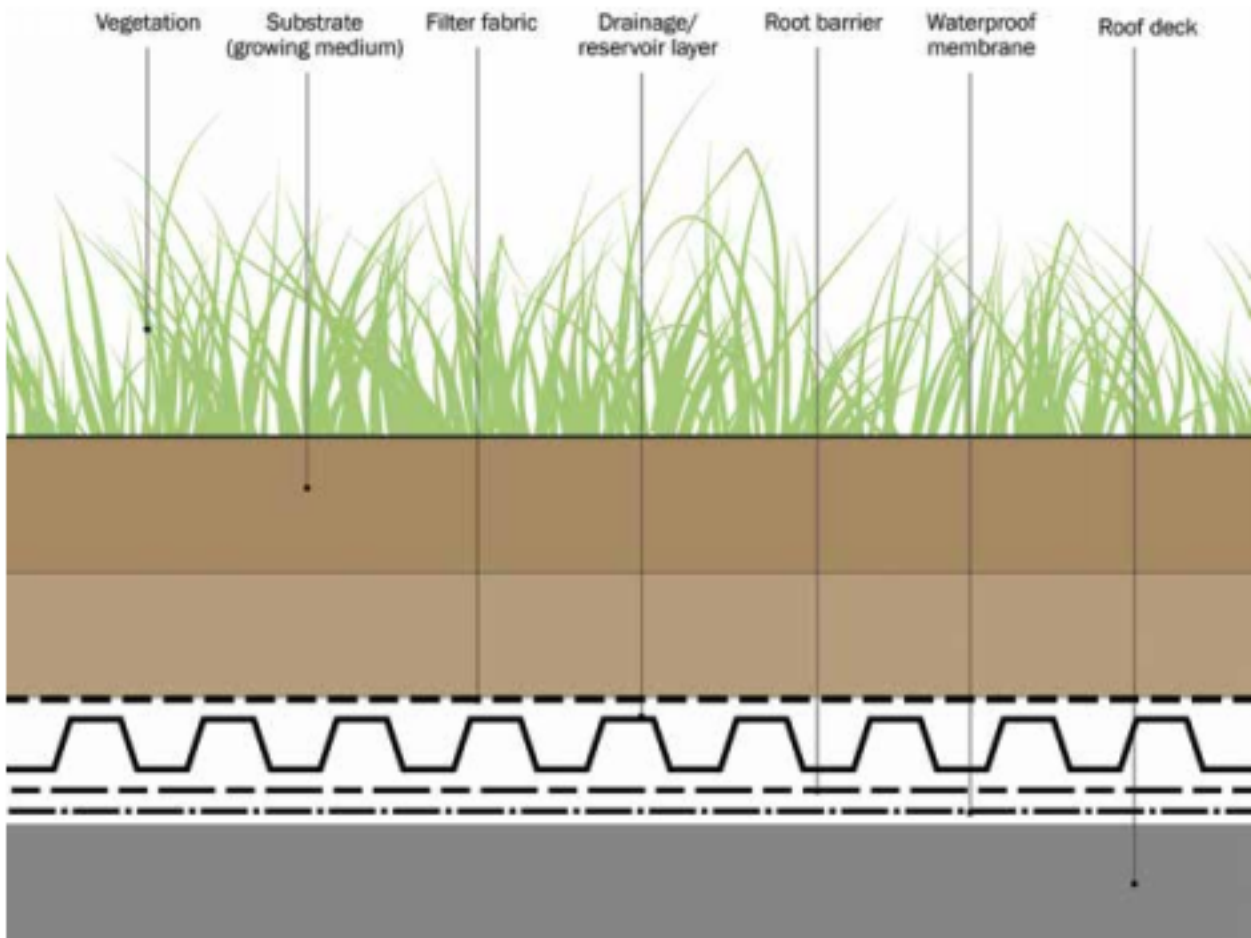 Vegetation
Substrate
(growing medium)
Filter fabric
Drainage/
reservoir layer
Root barrier
Waterproof
membrane
Roof deck